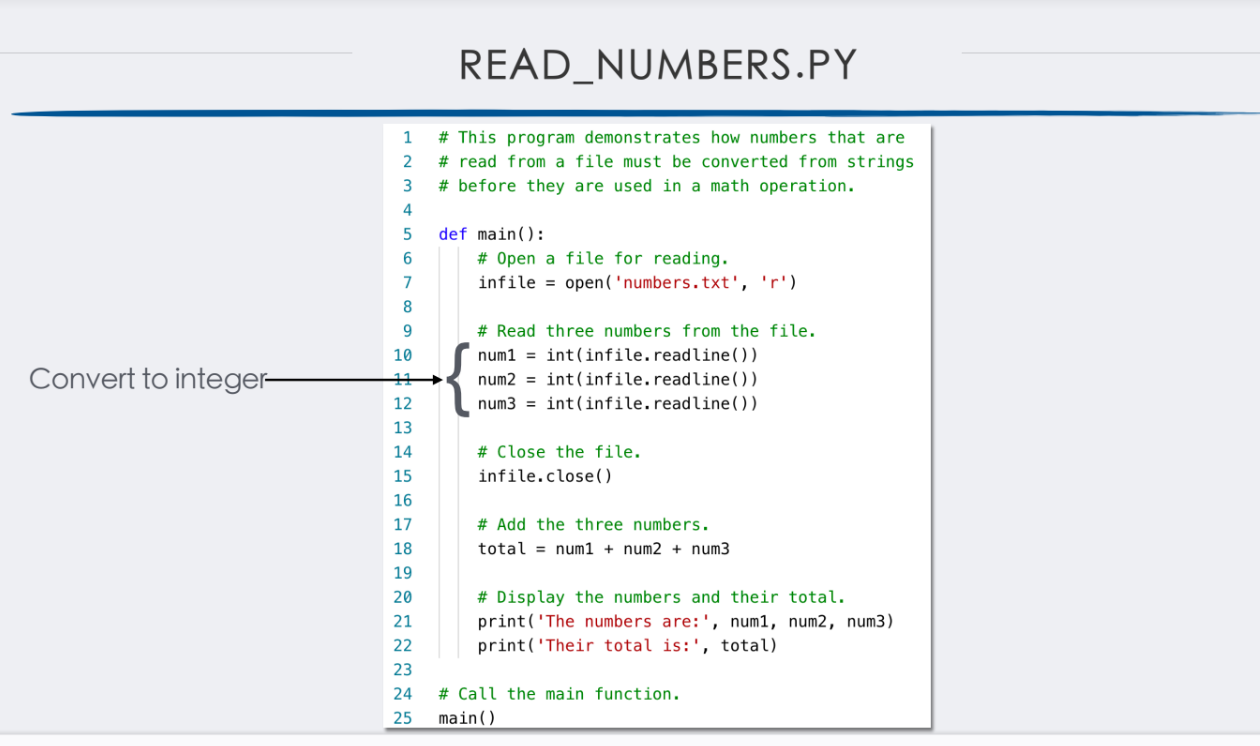 READ_NUMBERS.PY
1 # This program demonstrates how numbers that are
2 # read from a file must be converted from strings
3 # before they are used in a math operation.
4
5 def main():
6     # Open a file for reading.
7     infile = open('numbers.txt', 'r')
8
9     # Read three numbers from the file.
10     num1 = int(infile.readline())
Convert to integer
11     num2 = int(infile.readline())
12     num3 = int(infile.readline())
13
14     # Close the file.
15     infile.close()
16
17     # Add the three numbers.
18     total = num1 + num2 + num3
19
20     # Display the numbers and their total.
21     print('The numbers are:', num1, num2, num3)
22     print('Their total is:', total)
23
24 # Call the main function.
25 main()